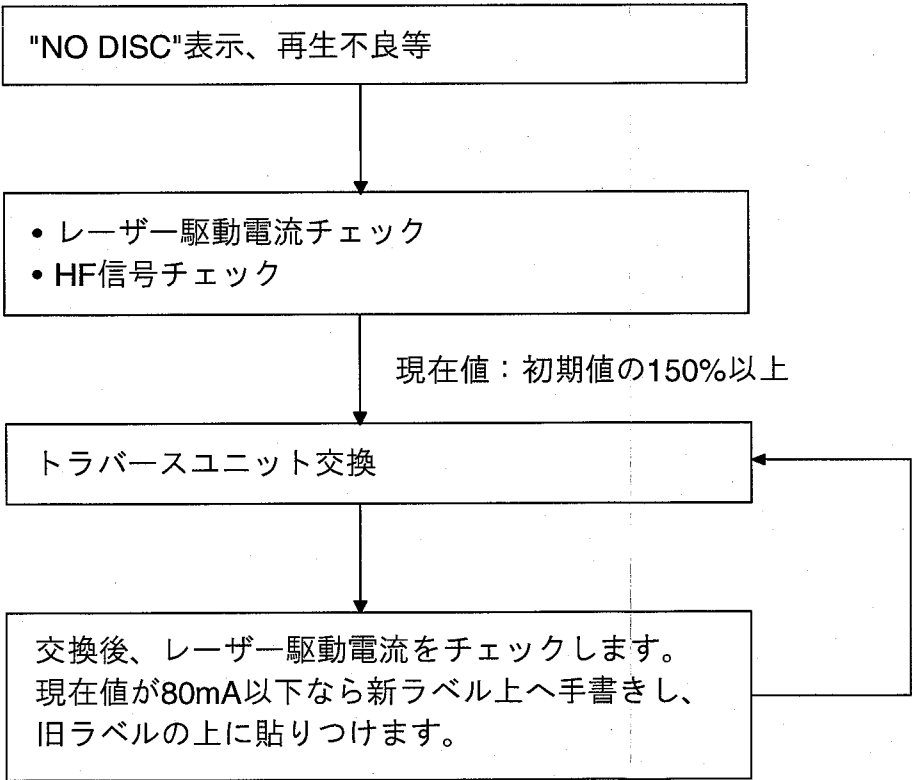 "NO DISC"表示、再生不良等
• レーザー駆動電流チェック
• HF信号チェック
現在値：初期値の150%以上
トラバースユニット交換
交換後、レーザー駆動電流をチェックします。
現在値が80mA以下なら新ラベル上へ手書きし、
旧ラベルの上に貼りつけます。